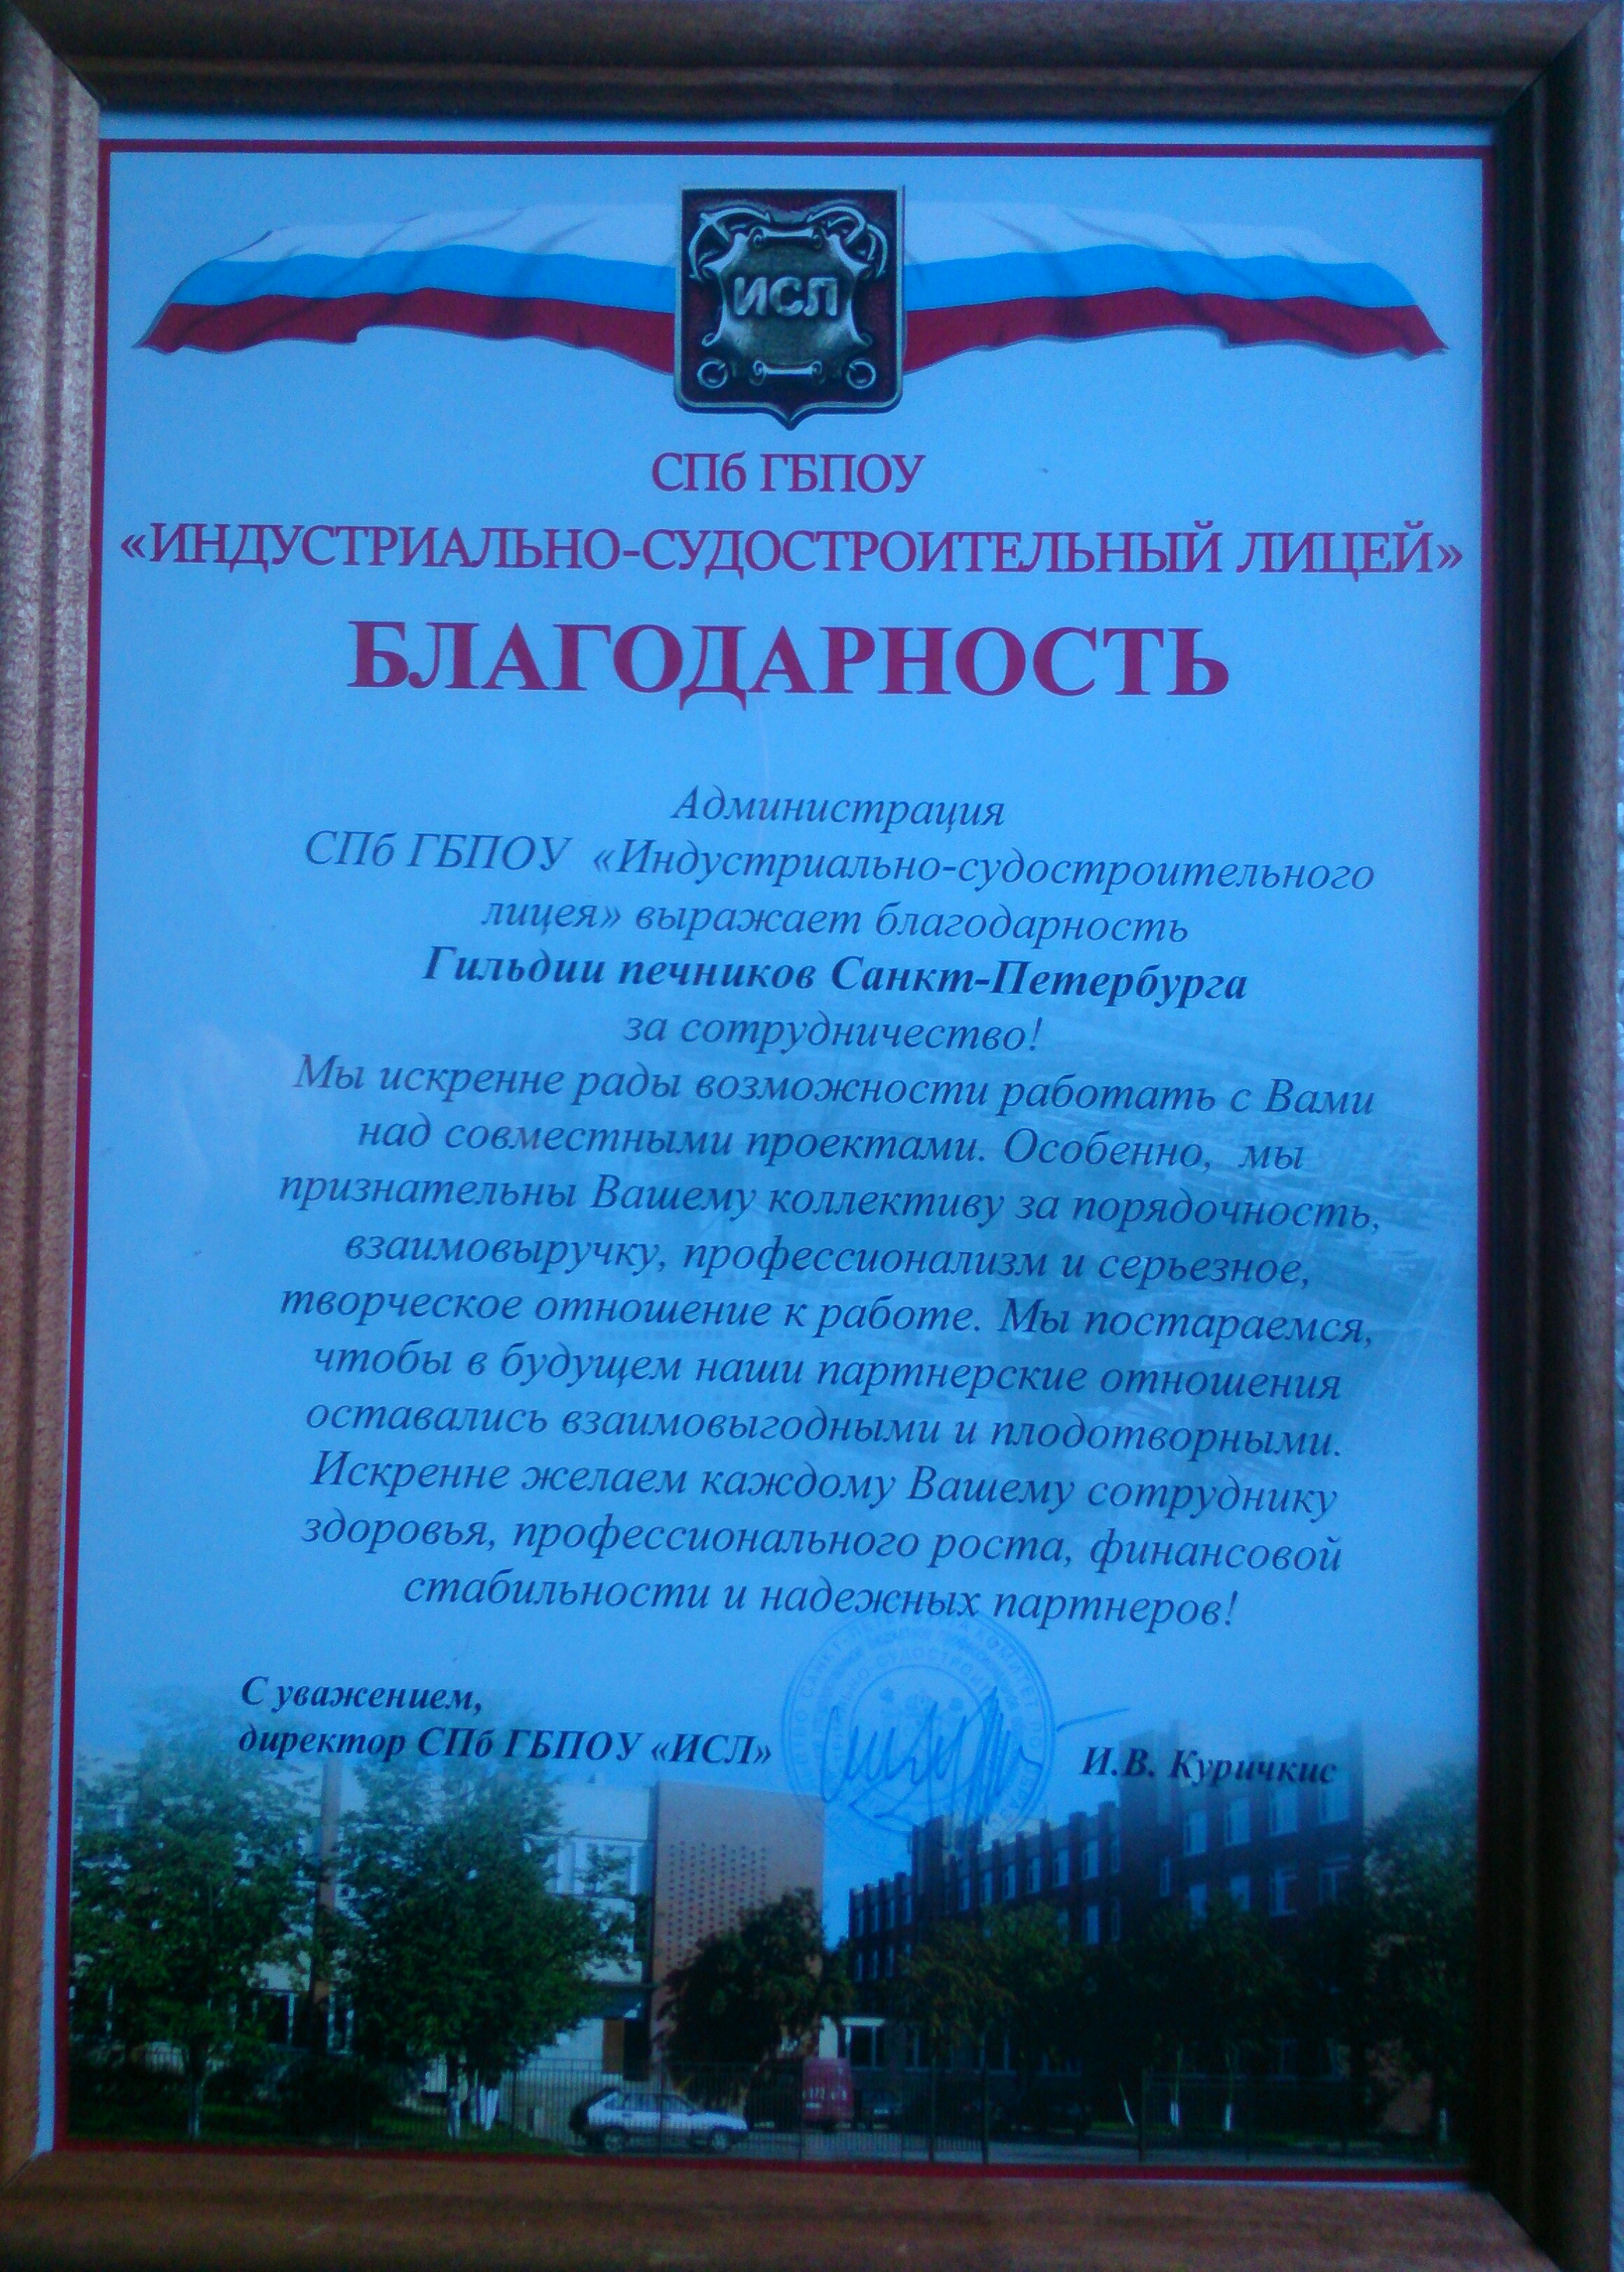 ИСЛ
СПб ГБПОУ
«ИНДУСТРИАЛЬНО-СУДОСТРОИТЕЛЬНЫЙ ЛИЦЕЙ»
БЛАГОДАРНОСТЬ
Администрация
СПб ГБПОУ «Индустриально-судостроительного
лицея» выражает благодарность
Гильдии печников Санкт-Петербурга
за сотрудничество!
Мы искренне рады возможности работать с Вами
над совместными проектами. Особенно, мы
признательны Вашему коллективу за порядочность,
взаимовыручку, профессионализм и серьезное,
творческое отношение к работе. Мы постараемся,
чтобы в будущем наши партнерские отношения
оставались взаимовыгодными и плодотворными.
Искренне желаем каждому Вашему сотруднику
здоровья, профессионального роста, финансовой
стабильности и надежных партнеров!
С уважением,
директор СПб ГБПОУ «ИСЛ»
И.В. Куричкис